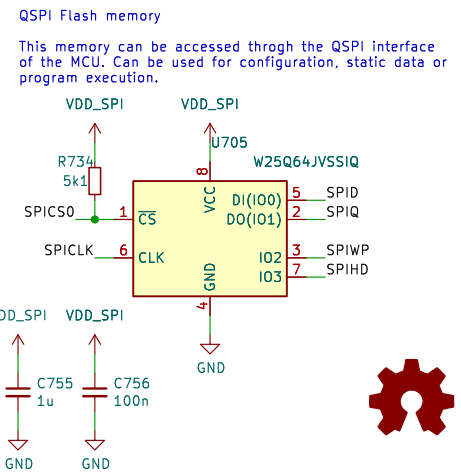 QSPI Flash memory
This memory can be accessed throgh the QSPI interface
of the MCU. Can be used for configuration, static data or
program execution.
VDD_SPI
VDD_SPI
R734
5k1
U705
W25Q64JVSSIQ
8
VCC
SPICS0
1
CS
DI(IO0)
5
SPID
DO(IO1)
2
SPIQ
SPICLK
6
CLK
IO2
3
SPIWP
IO3
7
SPIHD
GND
4
GND
DD_SPI
VDD_SPI
C755
1u
C756
100n
GND
GND